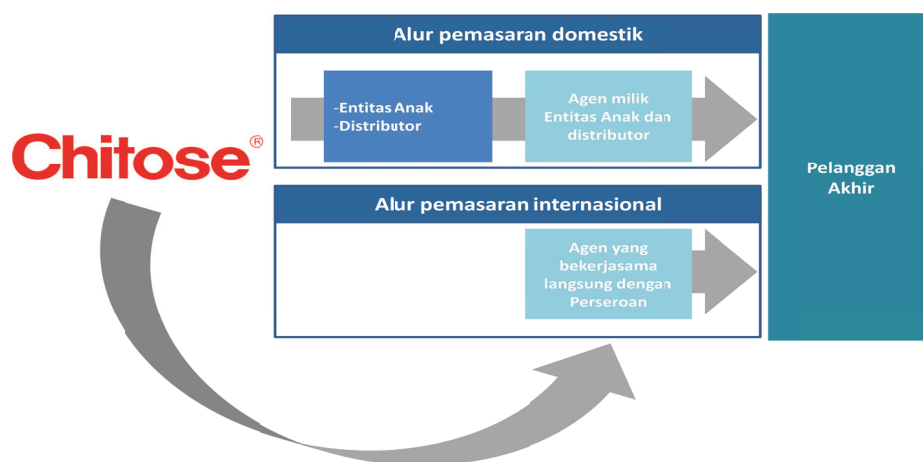 Alur pemasaran domestik
-Entitas Anak
-Distributor
Agen milik
Entitas Anak dan
distributor
Chitose®
Pelanggan
Akhir
Alur pemasaran internasional
Agen yang
bekerjasama
langsung dengan
Perseroan